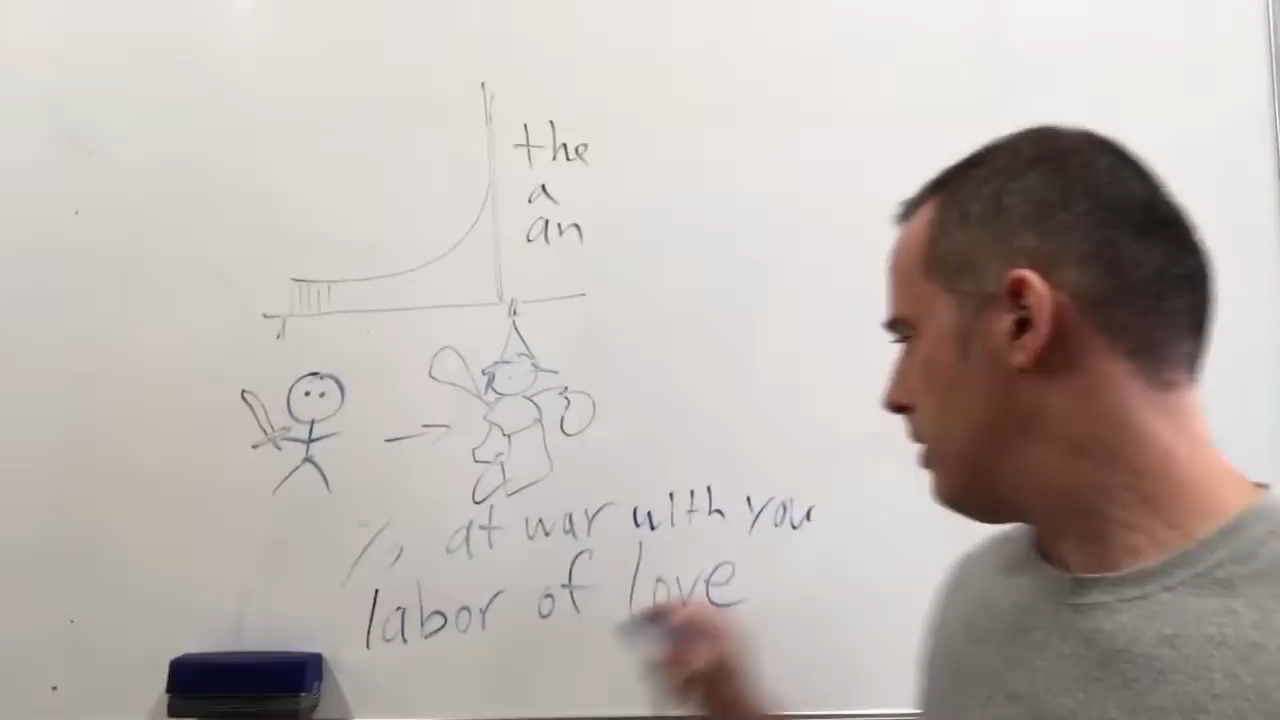 the
a
an
%, at war with you
labor of love